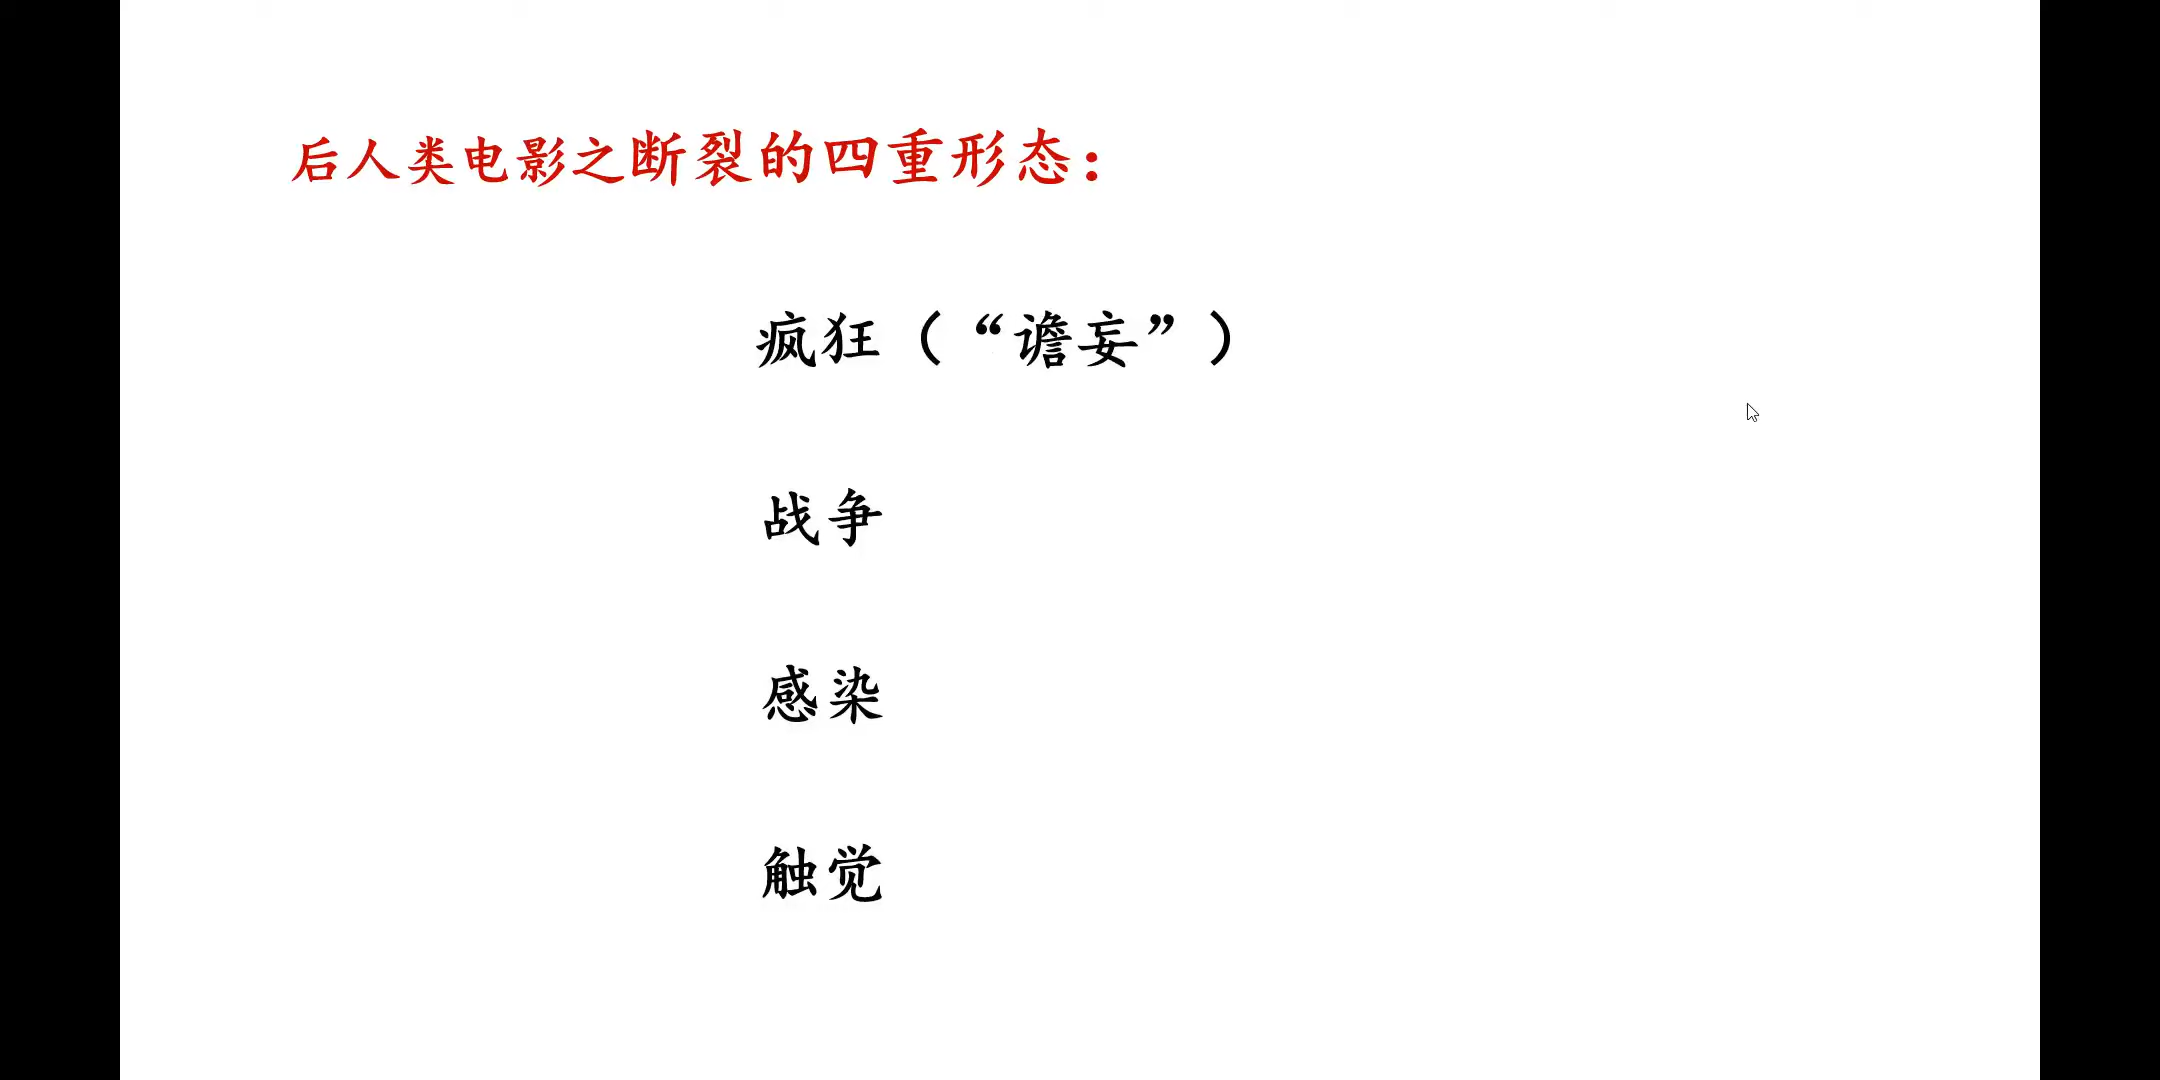 后人类电影之断裂的四重形态：
疯狂（“谵妄”）
战争
感染
触觉